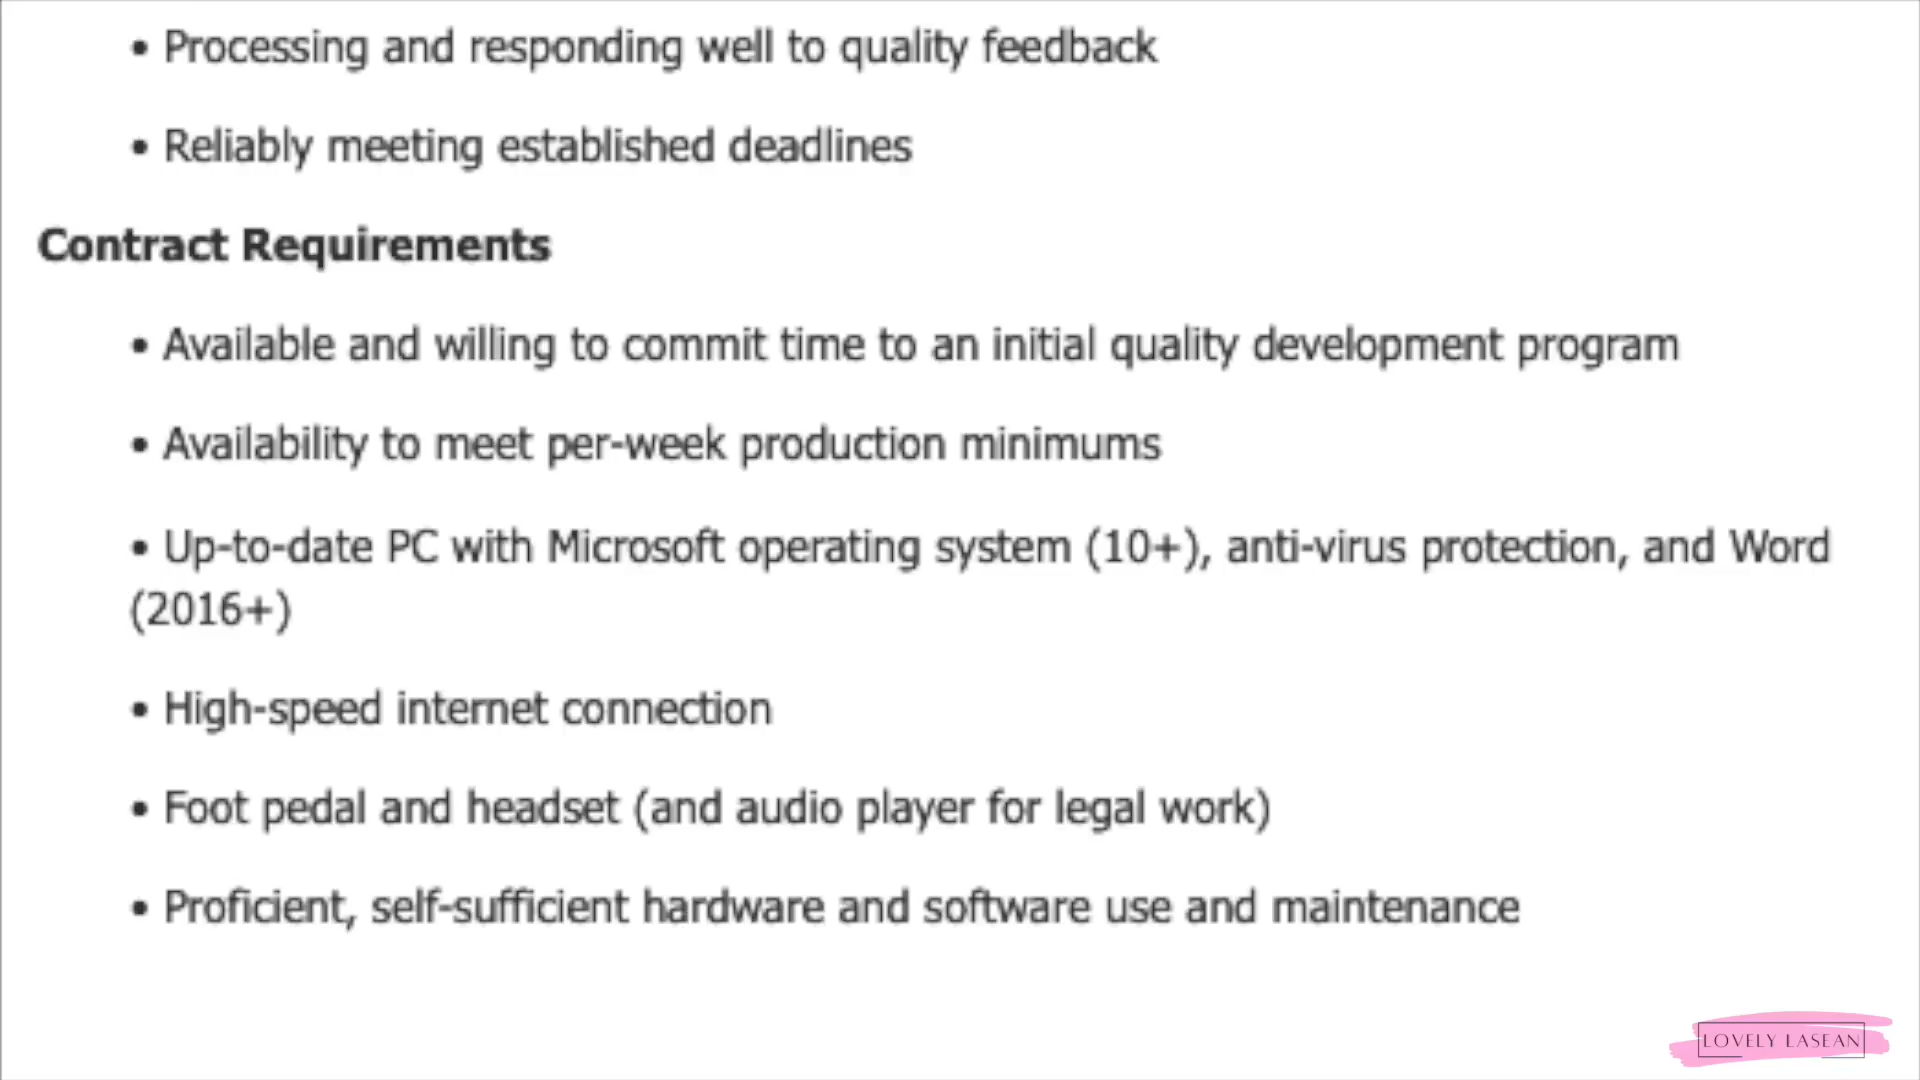 • Processing and responding well to quality feedback
• Reliably meeting established deadlines
Contract Requirements
• Available and willing to commit time to an initial quality development program
• Availability to meet per-week production minimums
• Up-to-date PC with Microsoft operating system (10+), anti-virus protection, and Word
(2016+)
• High-speed internet connection
• Foot pedal and headset (and audio player for legal work)
• Proficient, self-sufficient hardware and software use and maintenance
LOVELY LASEAN